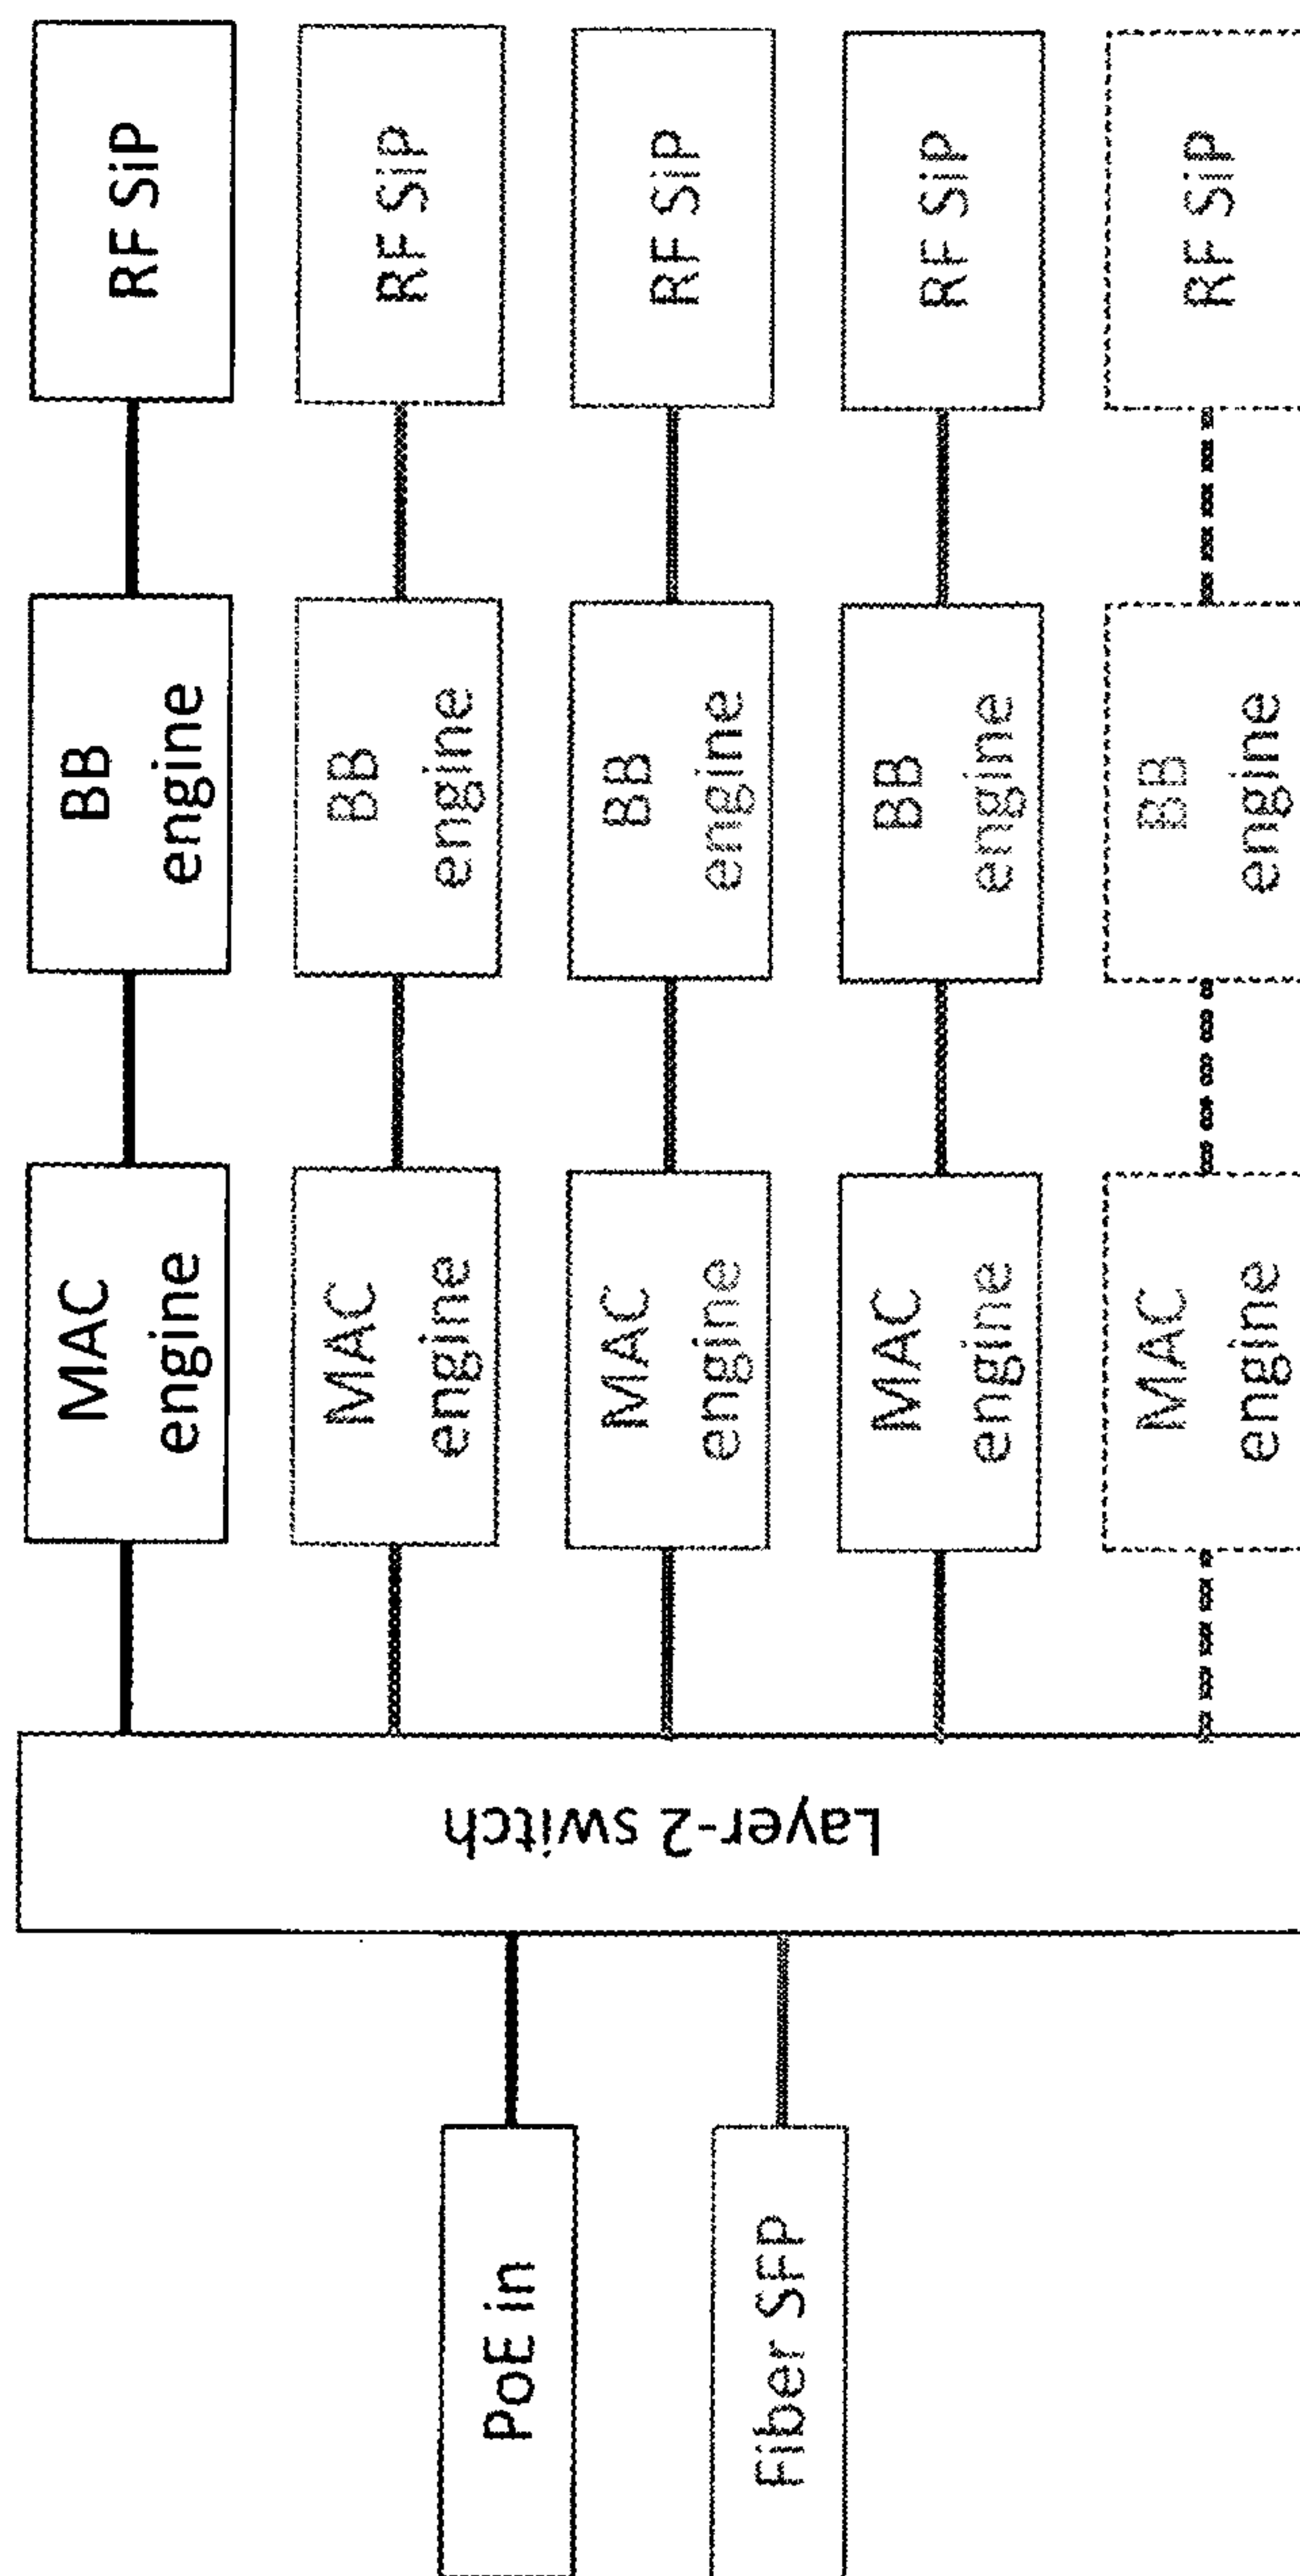 RF SiP
RF SiP
RF SiP
RF SiP
RF SiP
BB
engine
BB
engine
BB
engine
BB
engine
BB
engine
MAC
engine
MAC
engine
MAC
engine
MAC
engine
MAC
engine
Layer-2 switch
PoE in
Fiber SFP